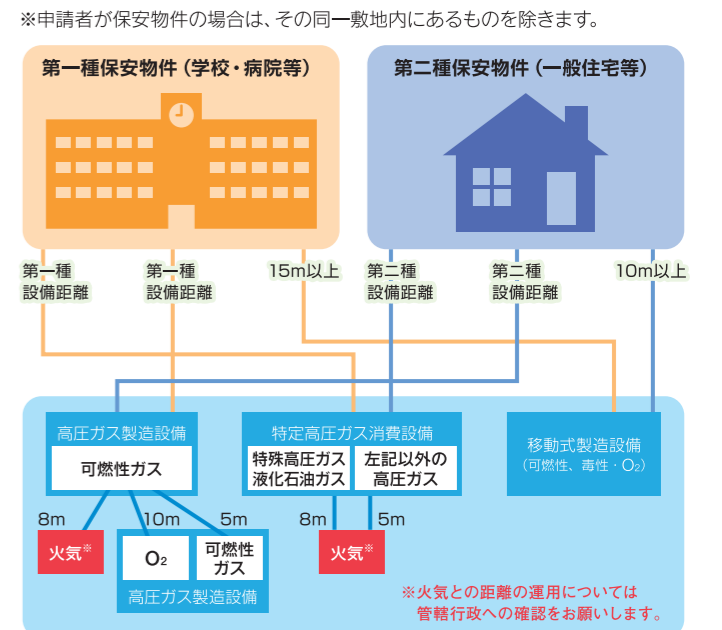 ※申請者が保安物件の場合は、その同一敷地内にあるものを除きます。
第一種保安物件（学校・病院等）
第二種保安物件（一般住宅等）
第一種
設備距離
第一種
設備距離
15m以上
第二種
設備距離
第二種
設備距離
10m以上
高圧ガス製造設備
可燃性ガス
特定高圧ガス消費設備
特殊高圧ガス
液化石油ガス
左記以外の
高圧ガス
移動式製造設備
（可燃性、毒性・O₂）
8m
10m
5m
8m
5m
火気※
O₂
可燃性
ガス
高圧ガス製造設備
火気※
※火気との距離の運用については
管轄行政への確認をお願いします。